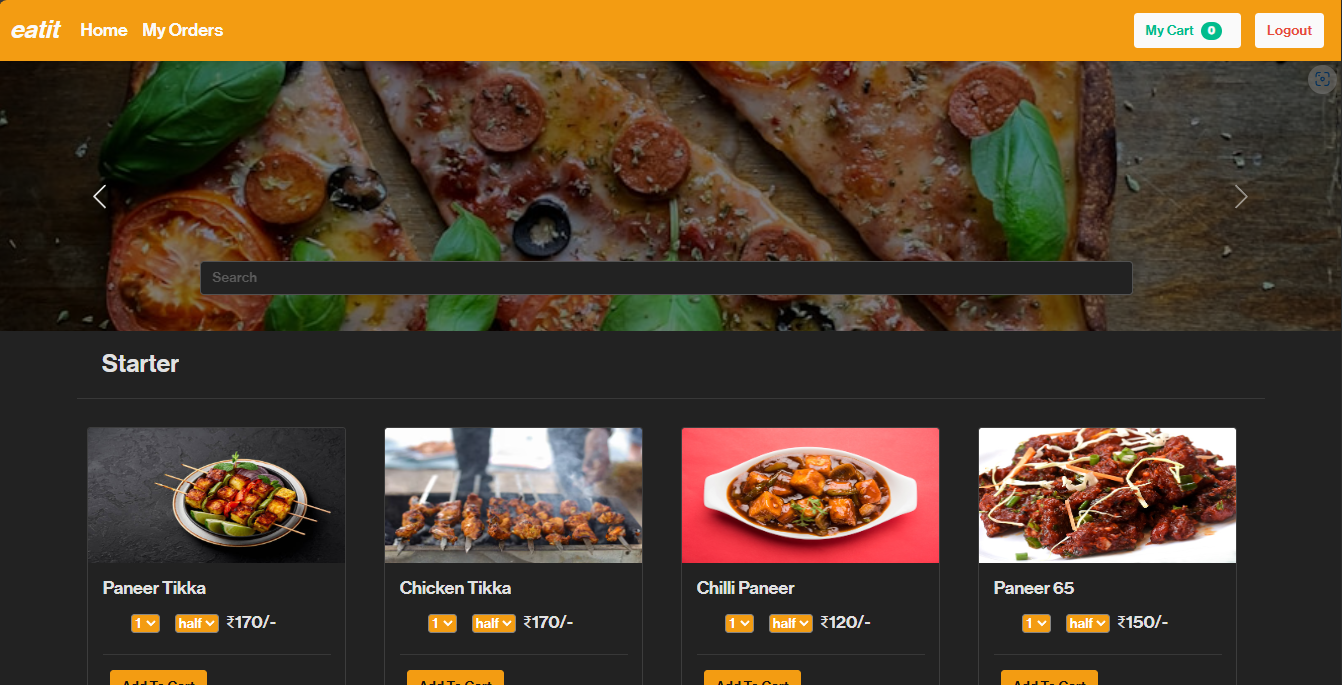 eatit Home My Orders My Cart 0 Logout
Search
Starter
Paneer Tikka Chicken Tikka Chilli Paneer Paneer 65
1 half ₹170/- 1 half ₹170/- 1 half ₹120/- 1 half ₹150/-
Add To Cart Add To Cart Add To Cart Add To Cart